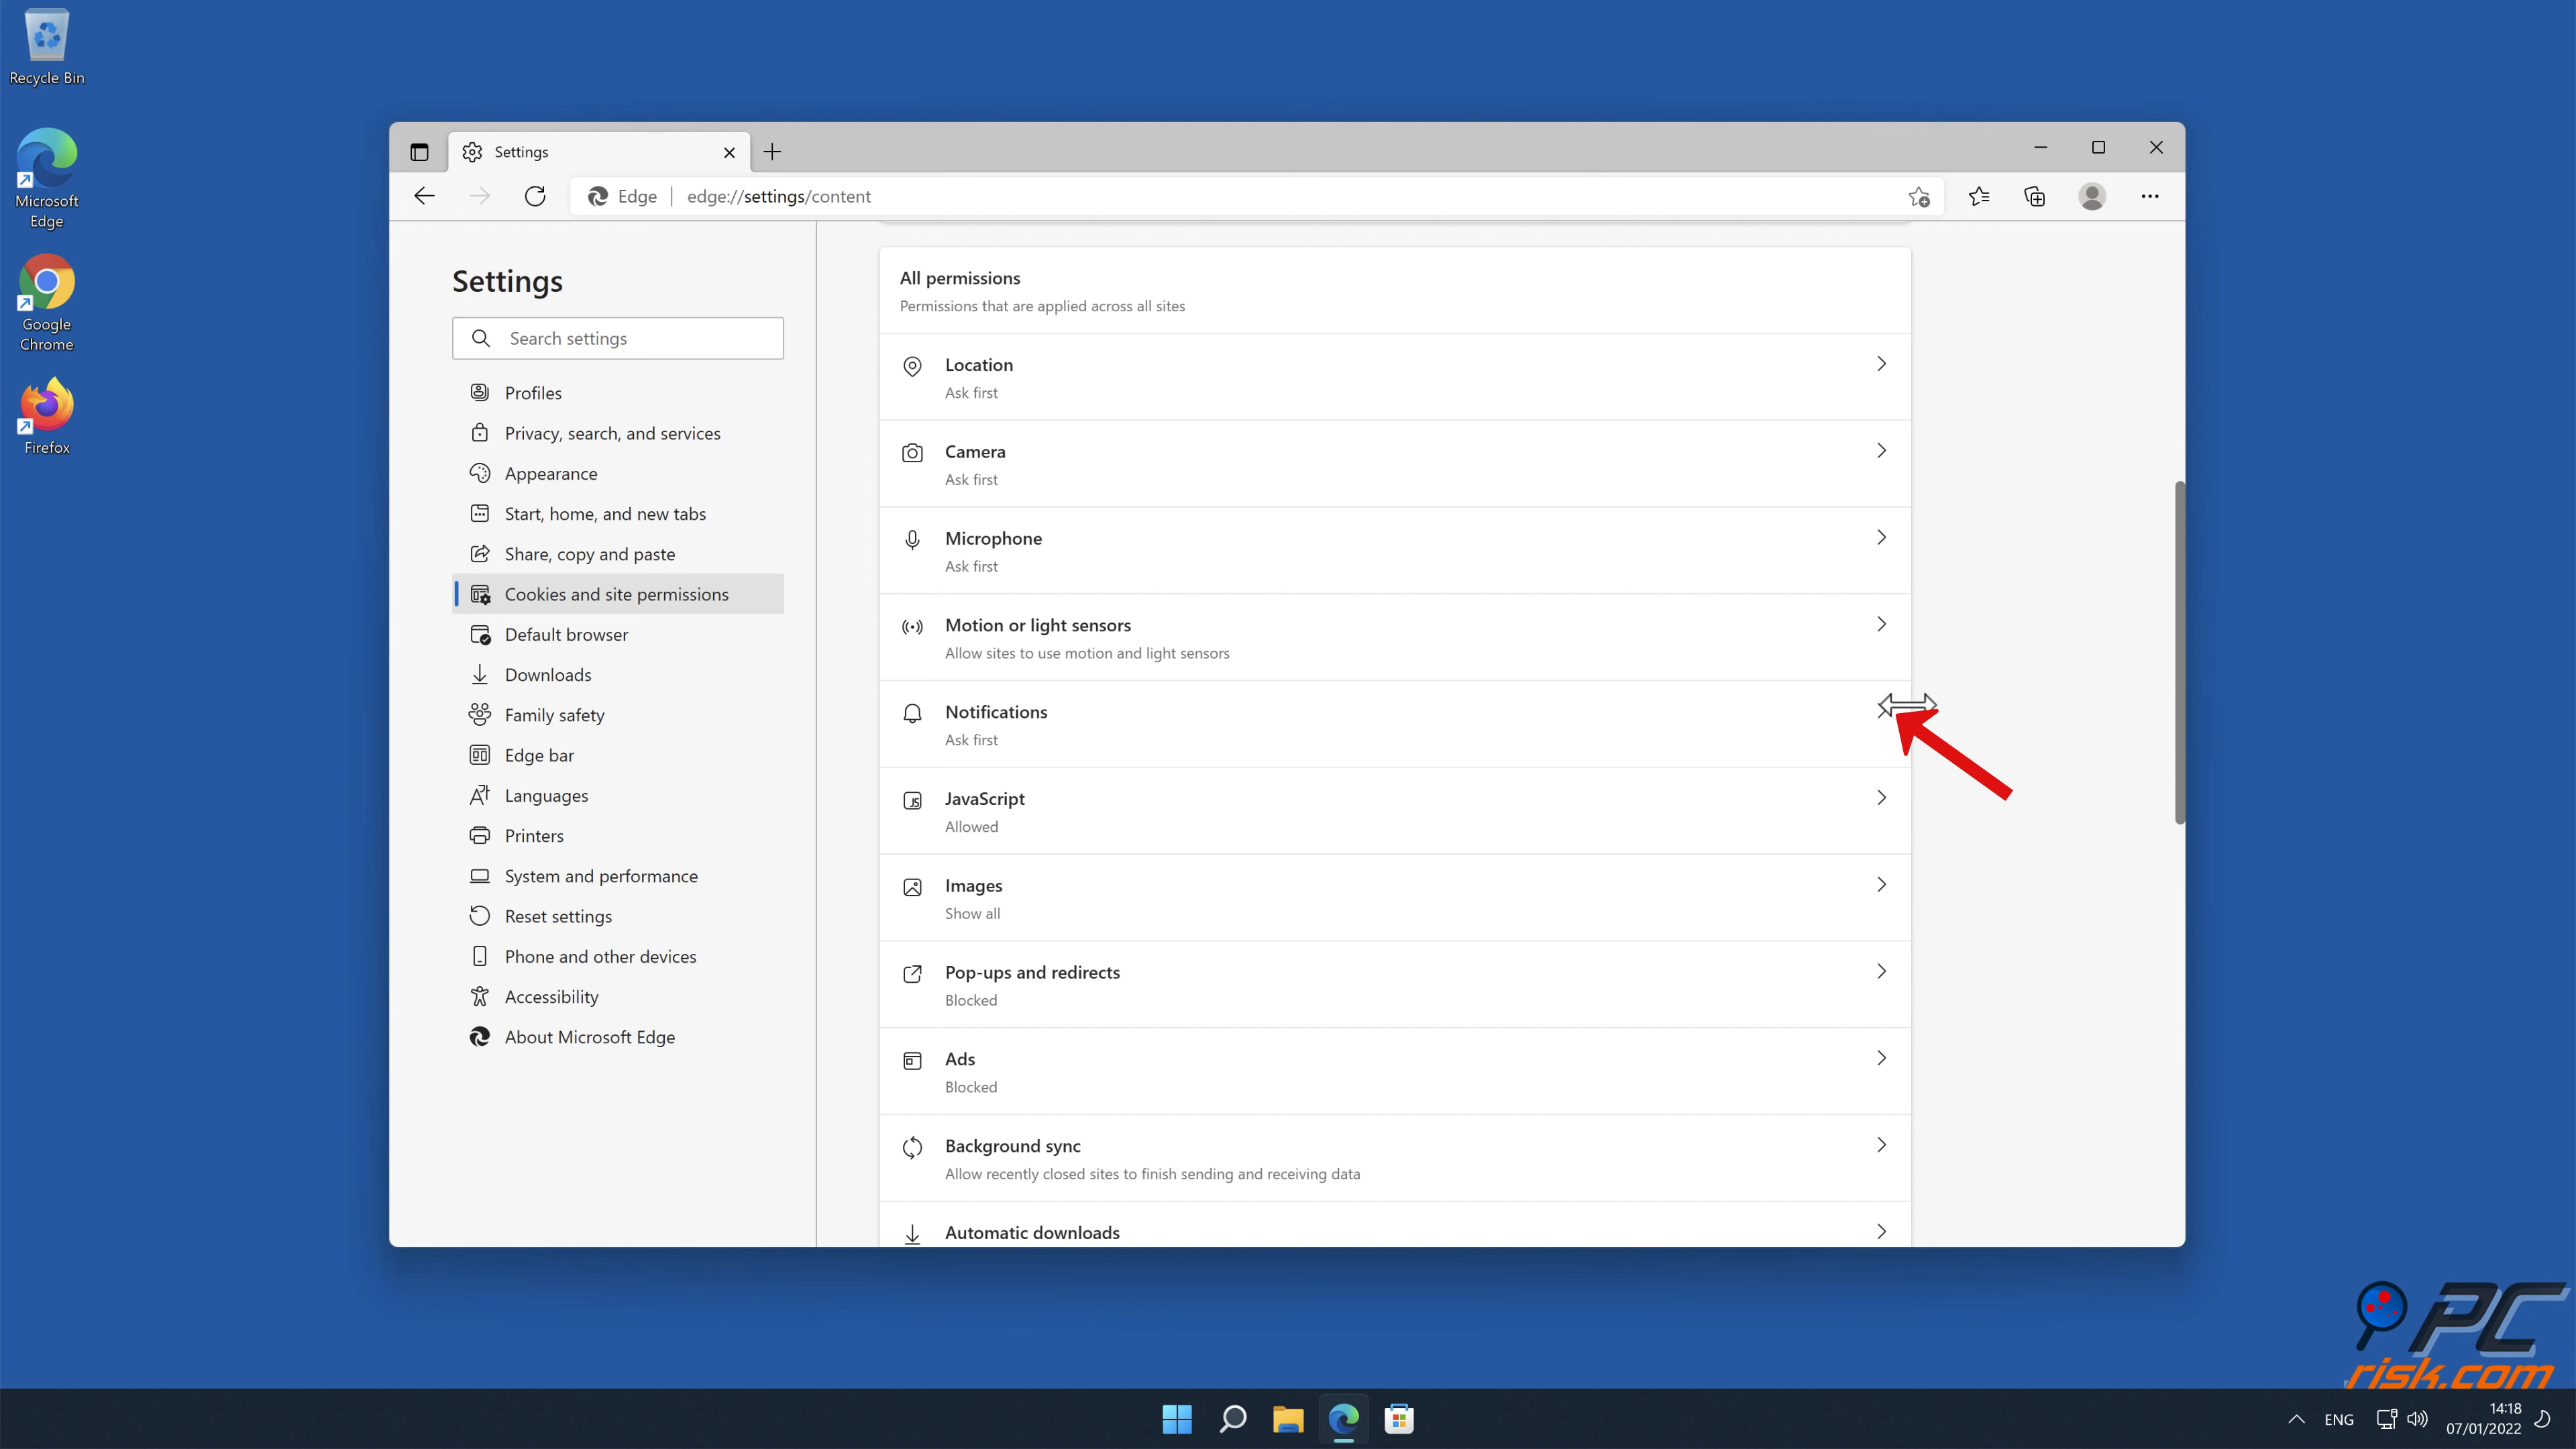 Recycle Bin
Microsoft
Edge
Google
Chrome
Firefox
Settings
Edge
edge://settings/content
Settings
Search settings
Profiles
Privacy, search, and services
Appearance
Start, home, and new tabs
Share, copy and paste
Cookies and site permissions
Default browser
Downloads
Family safety
Edge bar
Languages
Printers
System and performance
Reset settings
Phone and other devices
Accessibility
About Microsoft Edge
All permissions
Permissions that are applied across all sites
Location
Ask first
Camera
Ask first
Microphone
Ask first
Motion or light sensors
Allow sites to use motion and light sensors
Notifications
Ask first
JavaScript
Allowed
Images
Show all
Pop-ups and redirects
Blocked
Ads
Blocked
Background sync
Allow recently closed sites to finish sending and receiving data
Automatic downloads
PC
risk.com
ENG
14:18
07/01/2022